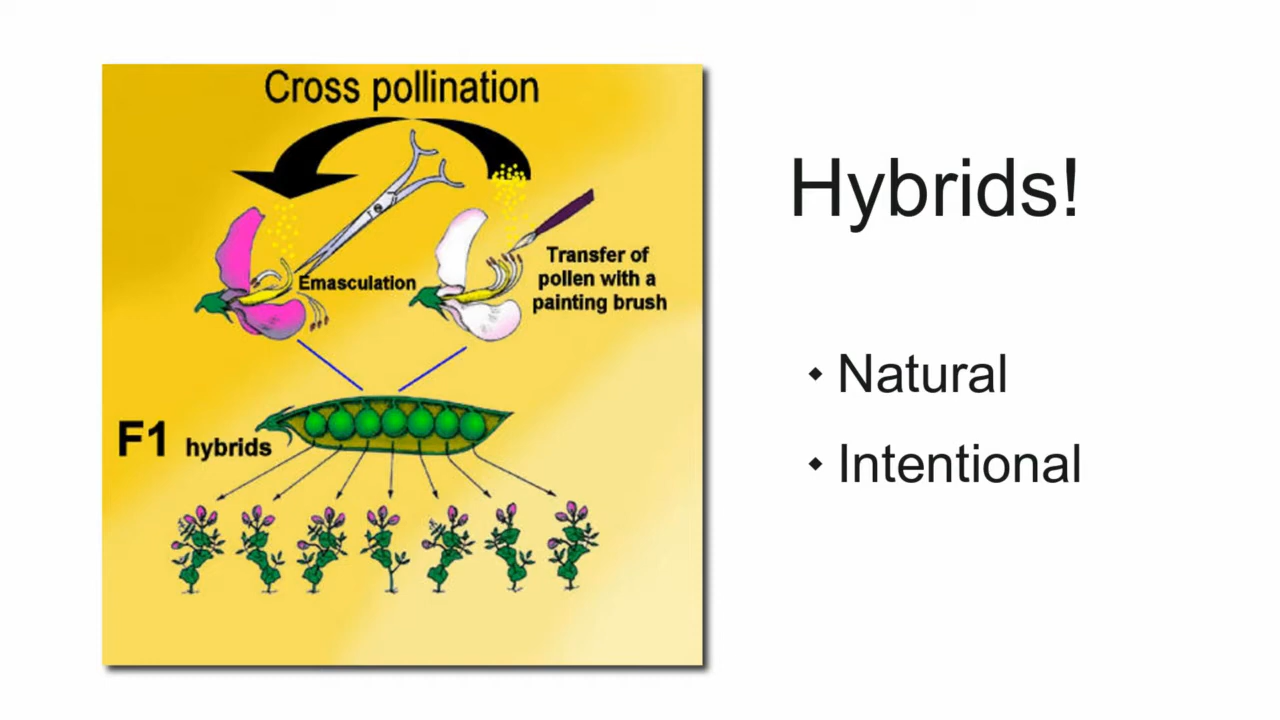 Cross pollination
Emasculation
Transfer of
pollen with a
painting brush
F1 hybrids
Hybrids!
Natural
Intentional